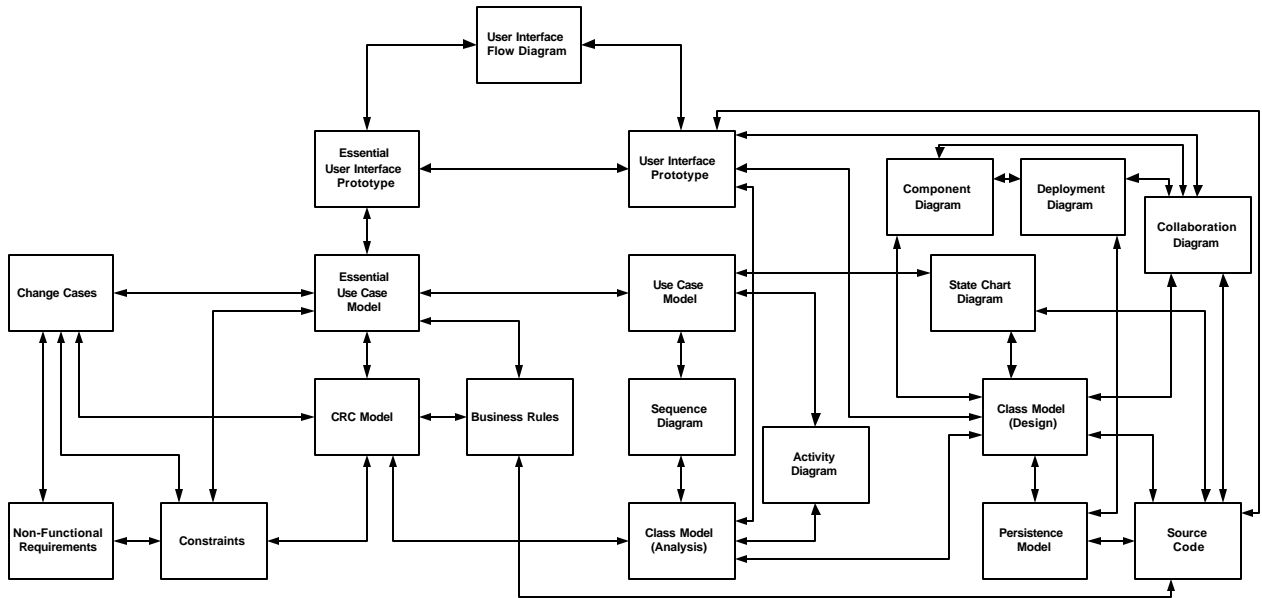 User Interface
Flow Diagram
Essential
User Interface
Prototype
User Interface
Prototype
Component
Diagram
Deployment
Diagram
Collaboration
Diagram
Change Cases
Essential
Use Case
Model
Use Case
Model
State Chart
Diagram
CRC Model
Business Rules
Sequence
Diagram
Class Model
(Design)
Activity
Diagram
Non-Functional
Requirements
Constraints
Class Model
(Analysis)
Persistence
Model
Source
Code